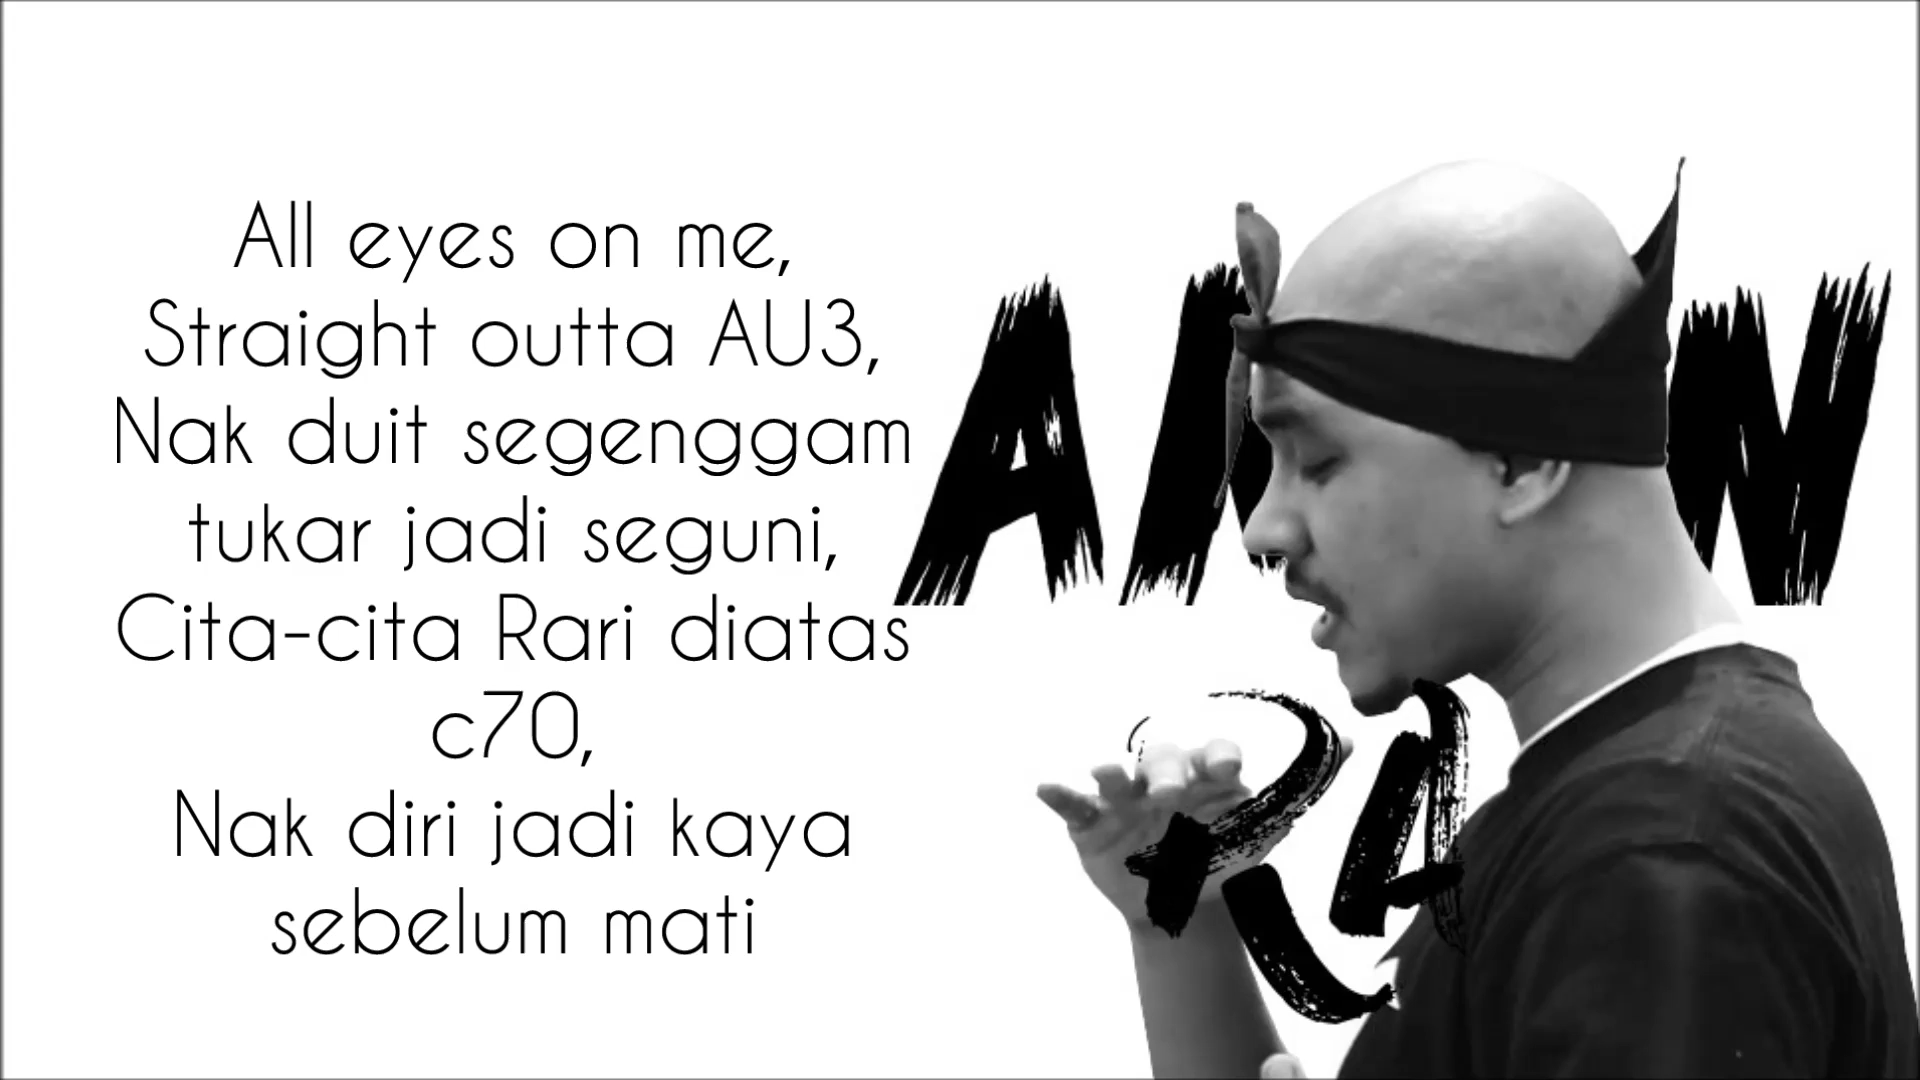 All eyes on me,
Straight outta AU3,
Nak duit segenggam
tukar jadi seguni,
Cita-cita Rari diatas
c70,
Nak diri jadi kaya
sebelum mati
RA